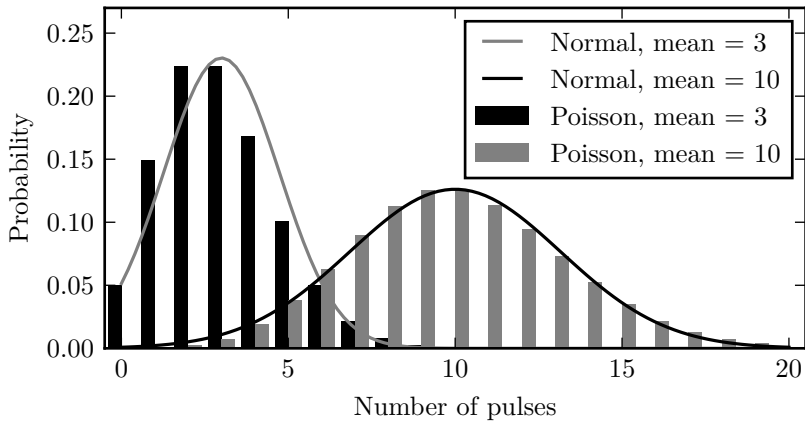 0.25
0.20
0.15
0.10
0.05
0.00
Probability
Normal, mean = 3
Normal, mean = 10
Poisson, mean = 3
Poisson, mean = 10
0 5 10 15 20
Number of pulses